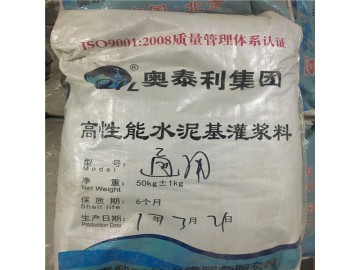 ISO9001:2008质量管理体系认证
奥泰利集团
高性能水泥基灌浆料
型号: 通用
Model
净重: 50kg±1kg
Net Weight
保质期: 6个月
Shelf life
生产日期:
Production Date